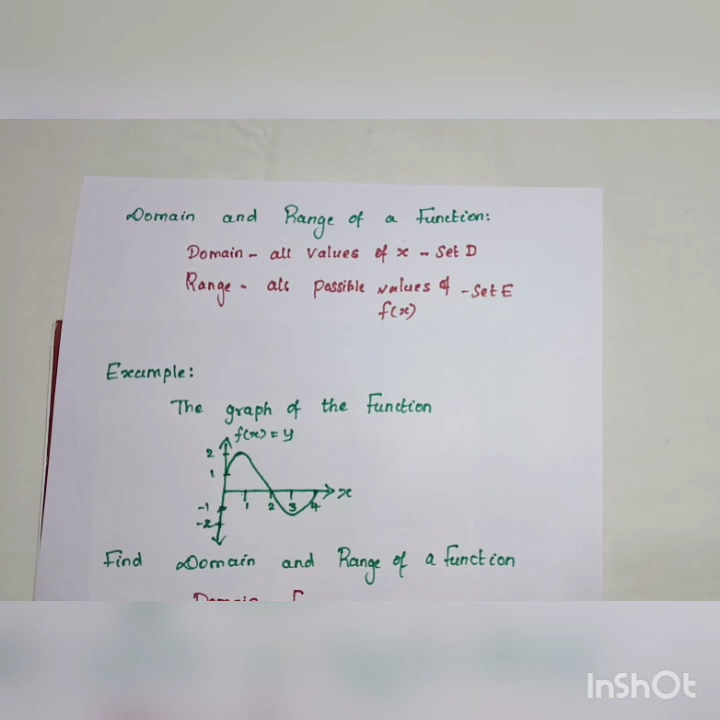 Domain and Range of a Function:
Domain - all values of x - Set D
Range - all possible values of - Set E
f(x)
Example:
The graph of the Function
f(x) = y
2
1
x
1 2 3 4
-1
-2
Find Domain and Range of a function
Domain [
InShOt